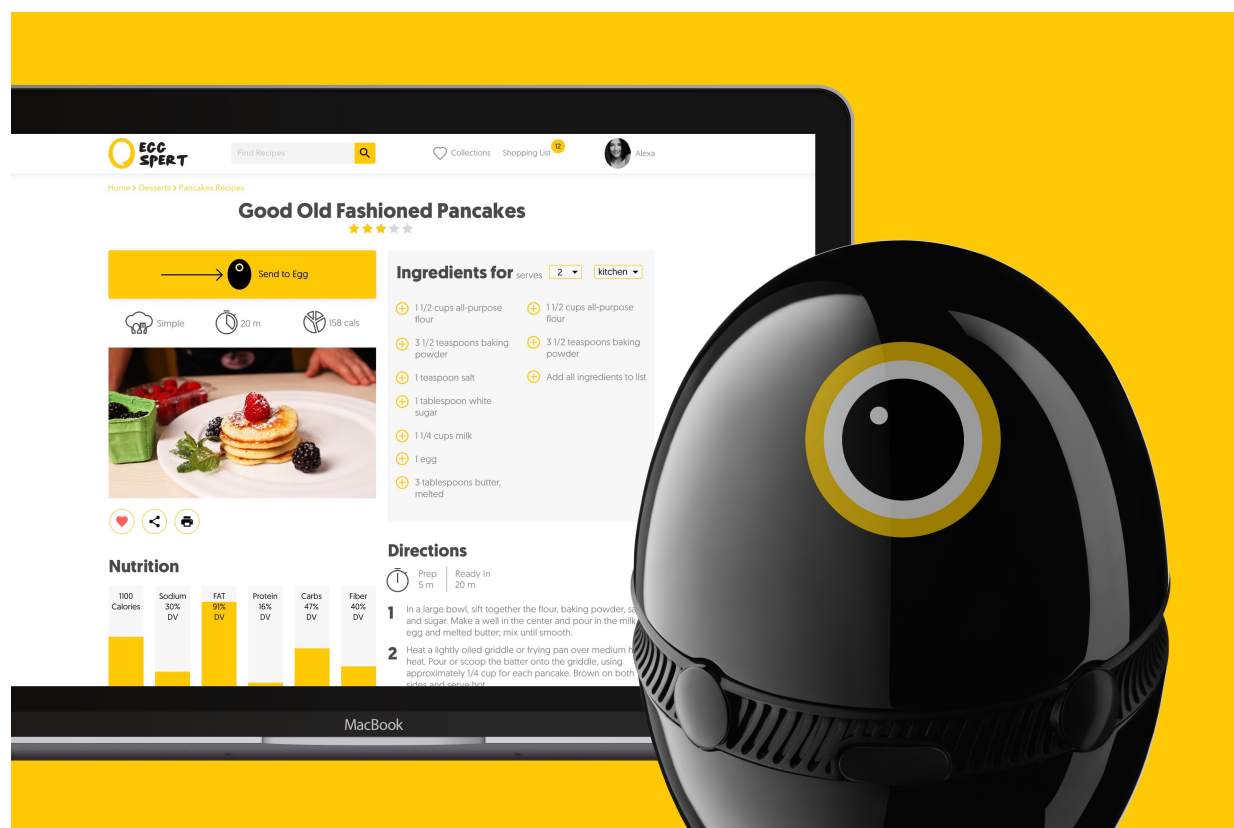 EGG
SPERT
Find Recipes
Collections
Shopping List
12
Alexa
Home > Desserts > Pancakes Recipes
Good Old Fashioned Pancakes
Send to Egg
Simple
20 m
158 cals
Nutrition
1100
Calories
Sodium
30%
DV
FAT
91%
DV
Protein
16%
DV
Carbs
47%
DV
Fiber
40%
DV
Ingredients for serves 2 kitchen
1 1/2 cups all-purpose
flour
3 1/2 teaspoons baking
powder
1 teaspoon salt
1 tablespoon white
sugar
1 1/4 cups milk
1 egg
3 tablespoons butter,
melted
1 1/2 cups all-purpose
flour
3 1/2 teaspoons baking
powder
Add all ingredients to list
Directions
Prep
5 m
Ready In
20 m
1
In a large bowl, sift together the flour, baking powder,
and sugar. Make a well in the center and pour in the milk
egg and melted butter; mix until smooth.
2
Heat a lightly oiled griddle or frying pan over medium
heat. Pour or scoop the batter onto the griddle, using
approximately 1/4 cup for each pancake. Brown on both
sides and serve hot
MacBook